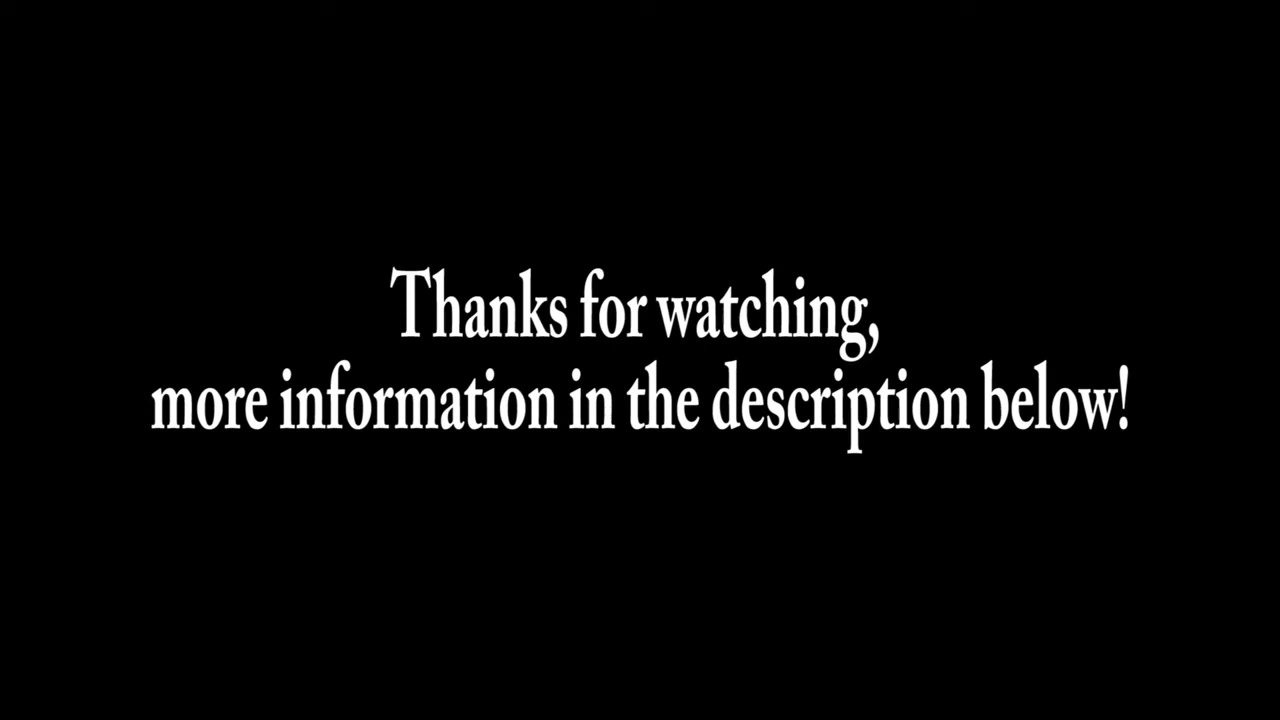 Thanks for watching,
more information in the description below!